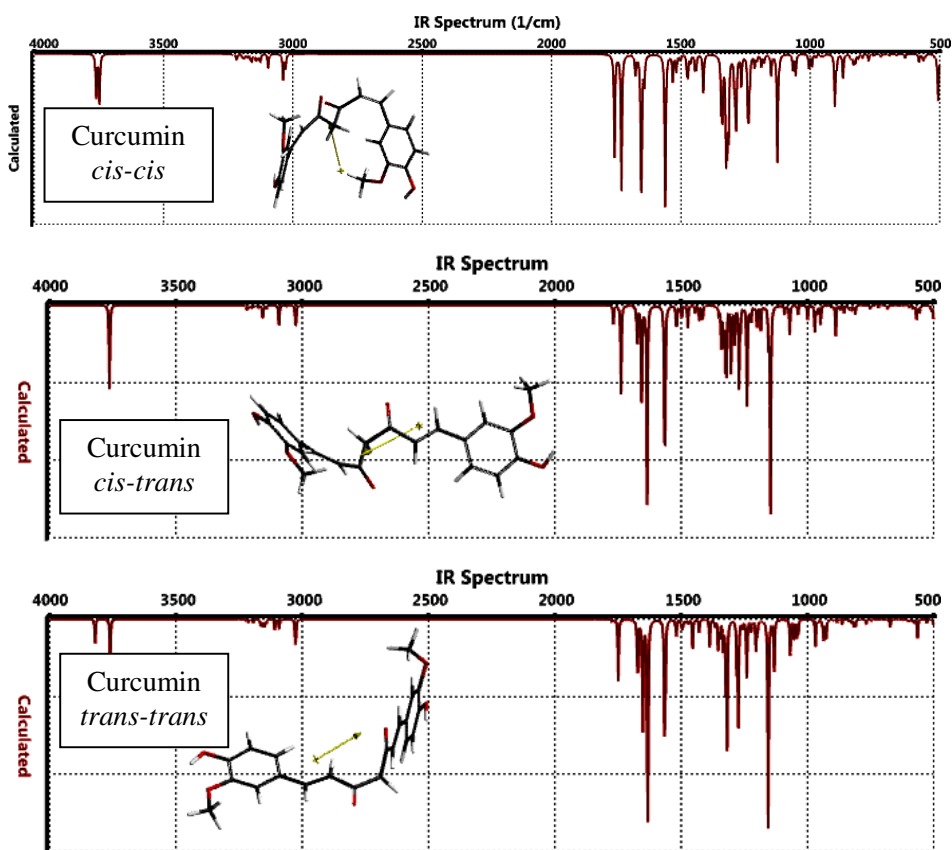 IR Spectrum (1/cm)
4000 3500 3000 2500 2000 1500 1000 500
Calculated
Curcumin
cis-cis
IR Spectrum
4000 3500 3000 2500 2000 1500 1000 500
Calculated
Curcumin
cis-trans
IR Spectrum
4000 3500 3000 2500 2000 1500 1000 500
Calculated
Curcumin
trans-trans